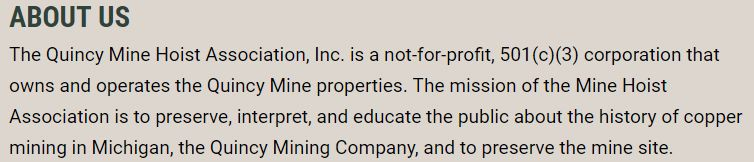 ABOUT US
The Quincy Mine Hoist Association, Inc. is a not-for-profit, 501(c)(3) corporation that
owns and operates the Quincy Mine properties. The mission of the Mine Hoist
Association is to preserve, interpret, and educate the public about the history of copper
mining in Michigan, the Quincy Mining Company, and to preserve the mine site.